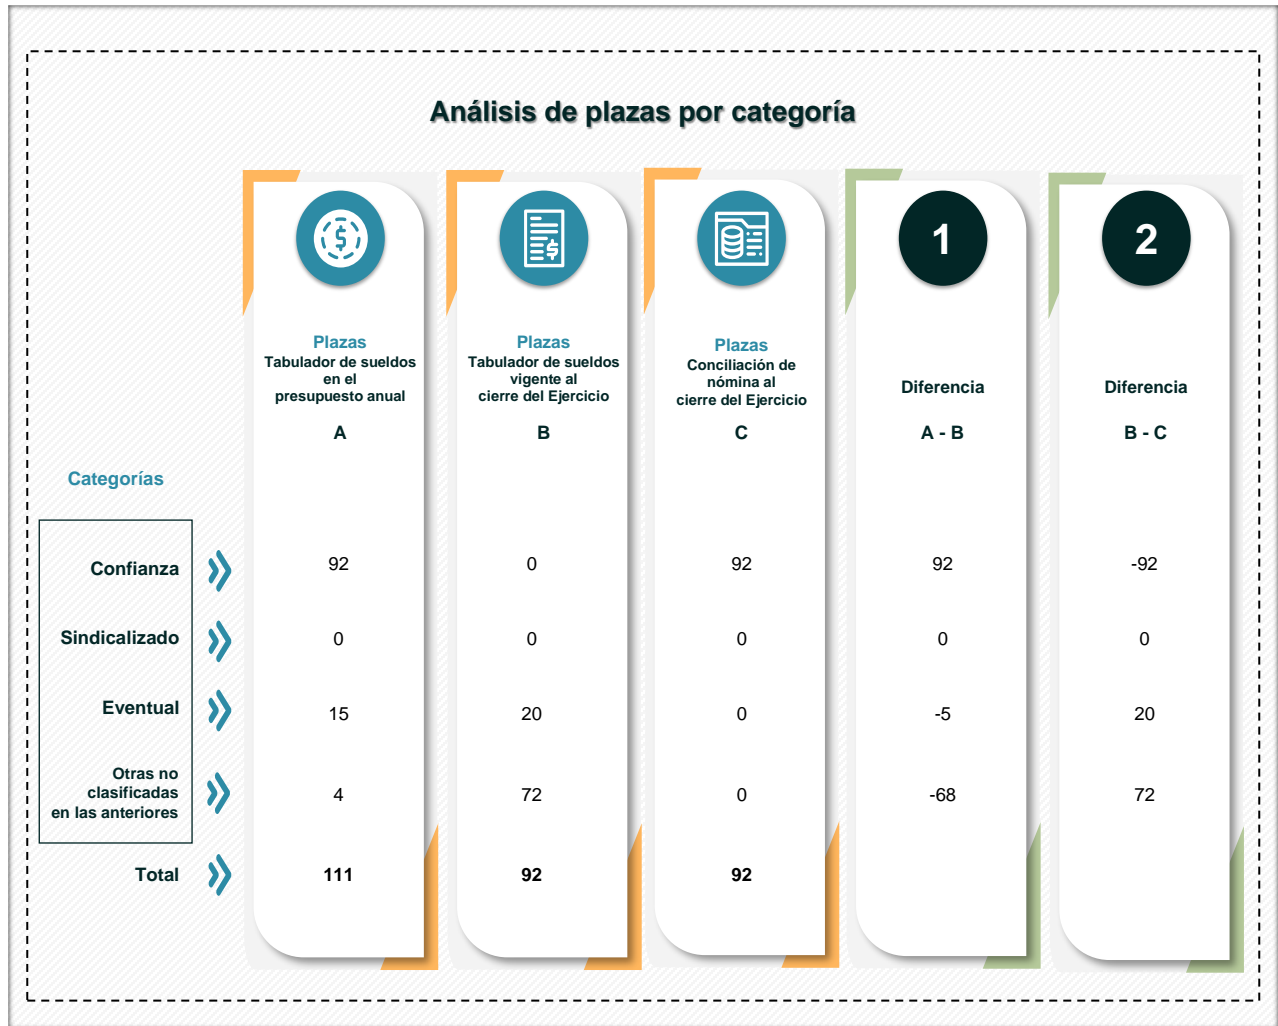 Análisis de plazas por categoría
1
2
Plazas
Tabulador de sueldos
en el
presupuesto anual
A
Plazas
Tabulador de sueldos
vigente al
cierre del Ejercicio
B
Plazas
Conciliación de
nómina al
cierre del Ejercicio
C
Diferencia
A - B
Diferencia
B - C
Categorías
Confianza 92 0 92 92 -92
Sindicalizado 0 0 0 0 0
Eventual 15 20 0 -5 20
Otras no
clasificadas
en las anteriores
4 72 0 -68 72
Total 111 92 92